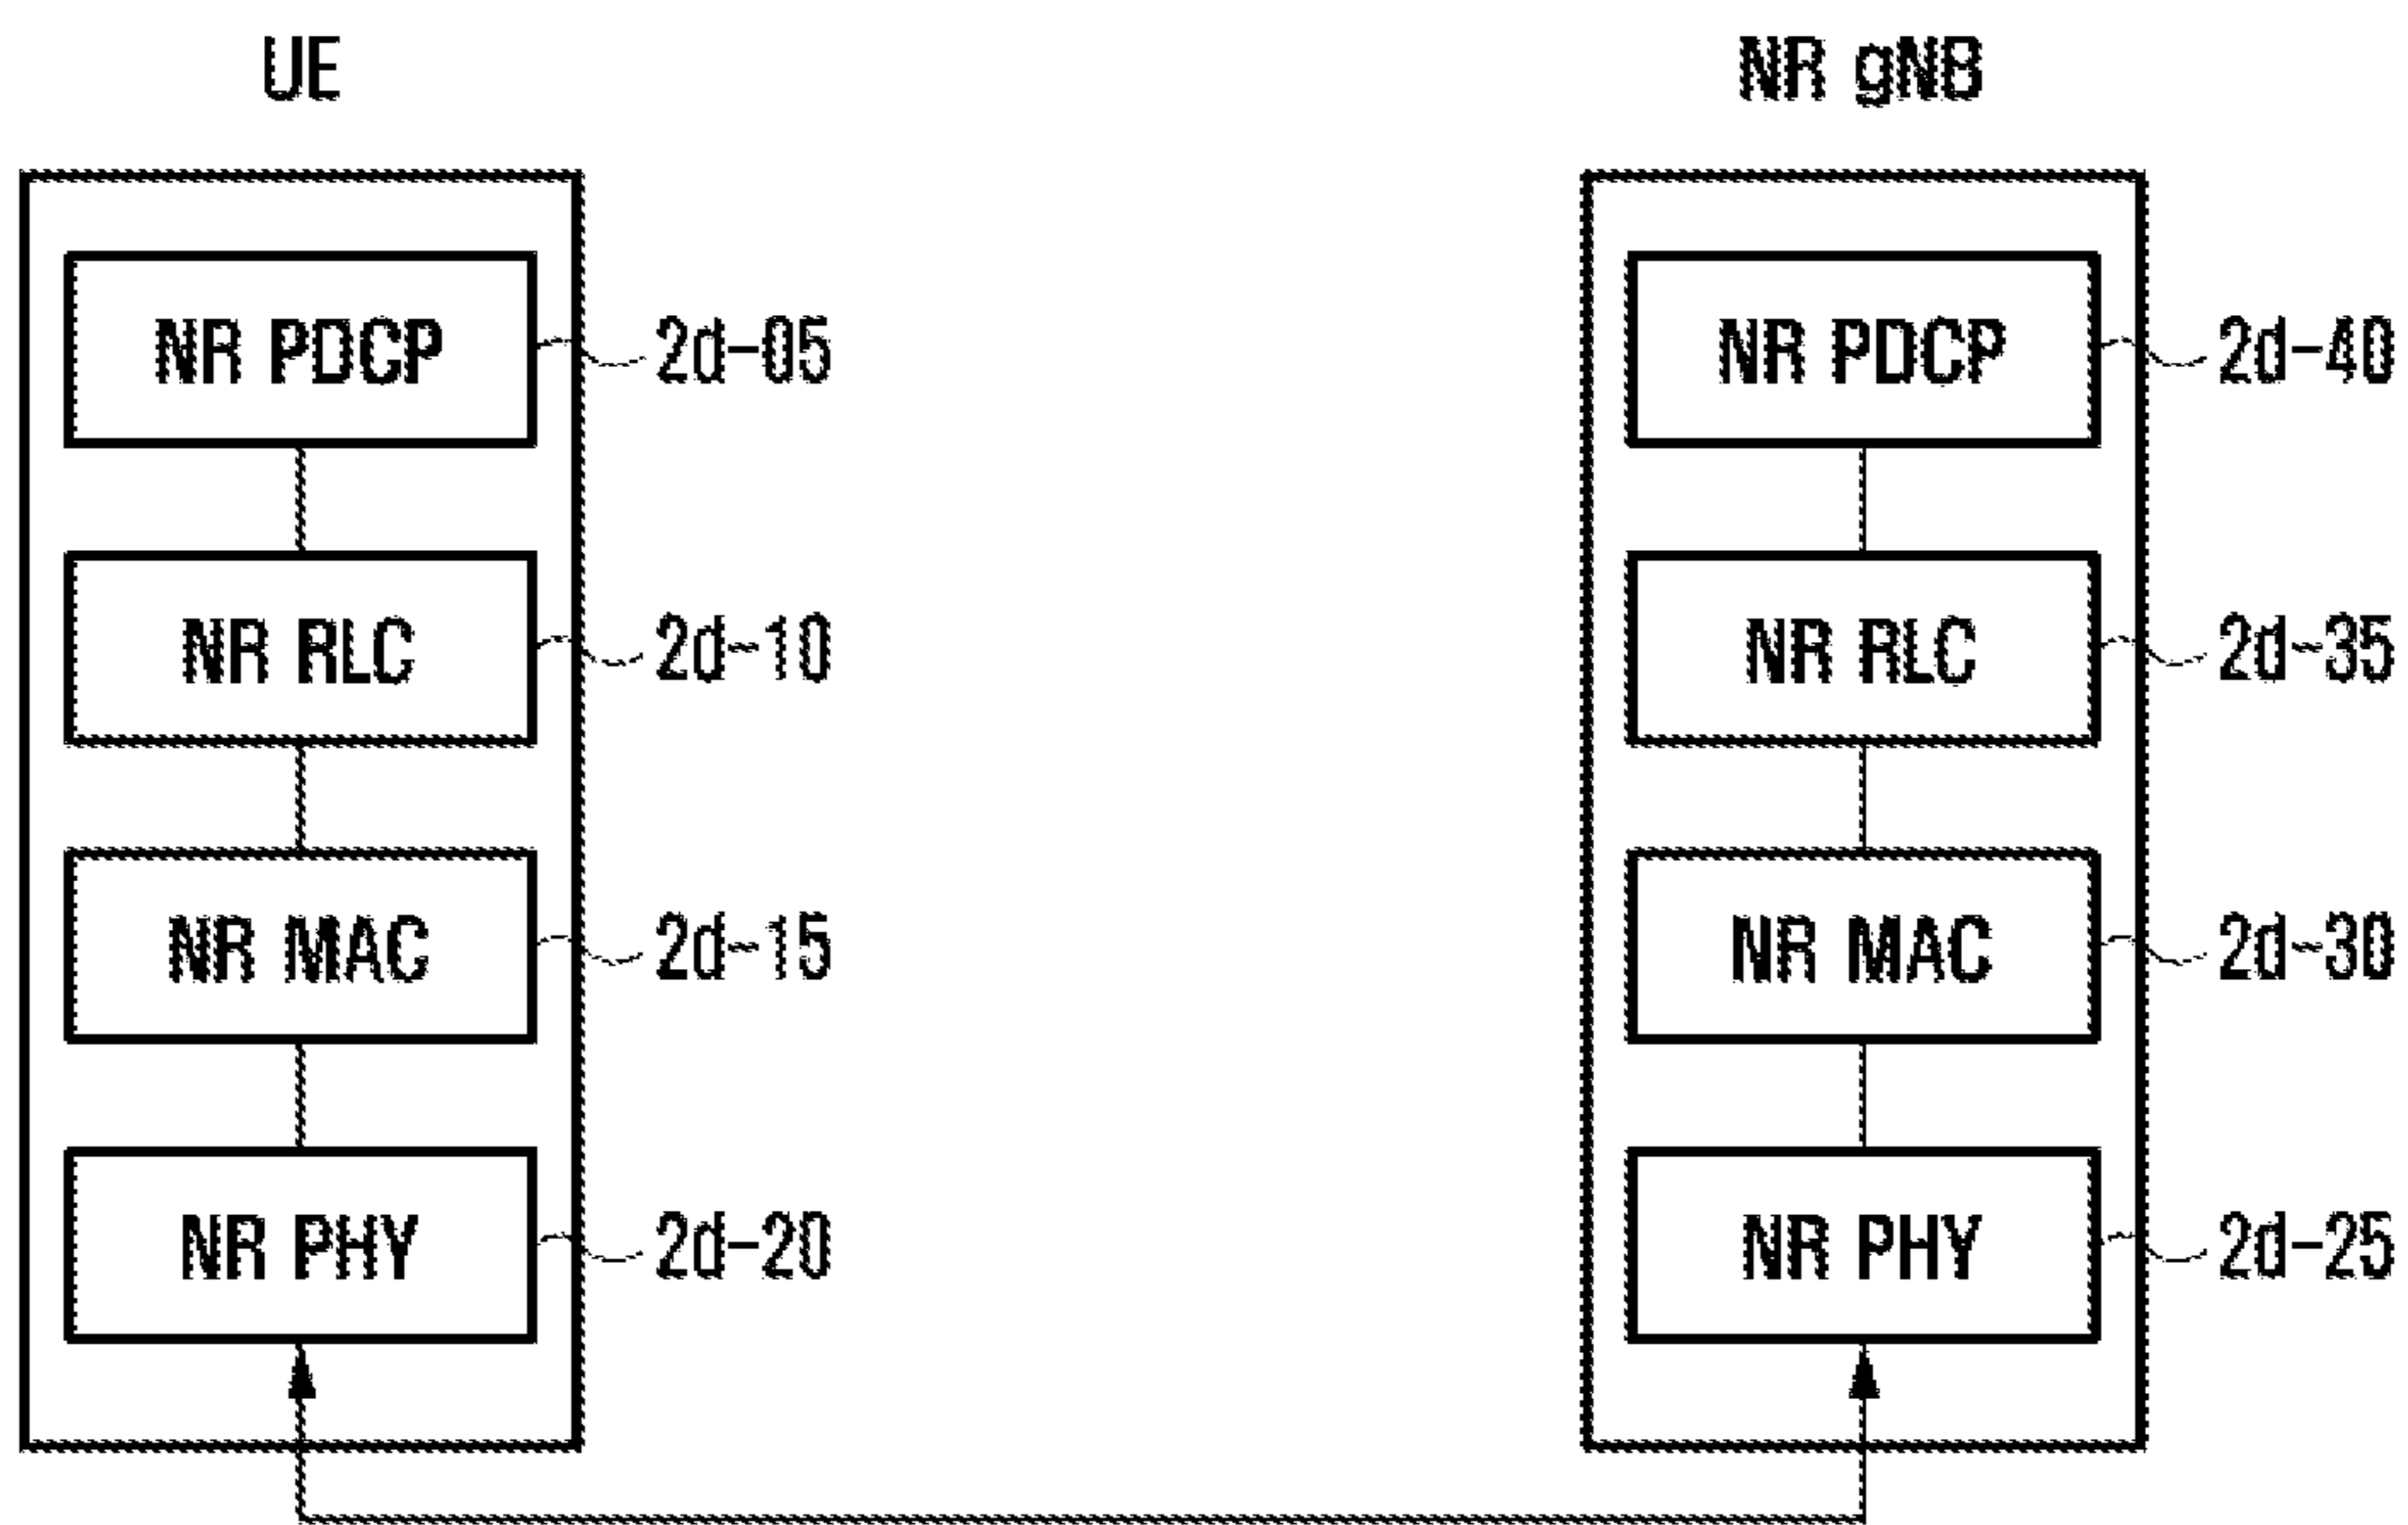 UE
NR gNB
NR PDCP
2d-05
NR PDCP
2d-40
NR RLC
2d-10
NR RLC
2d-35
NR MAC
2d-15
NR MAC
2d-30
NR PHY
2d-20
NR PHY
2d-25